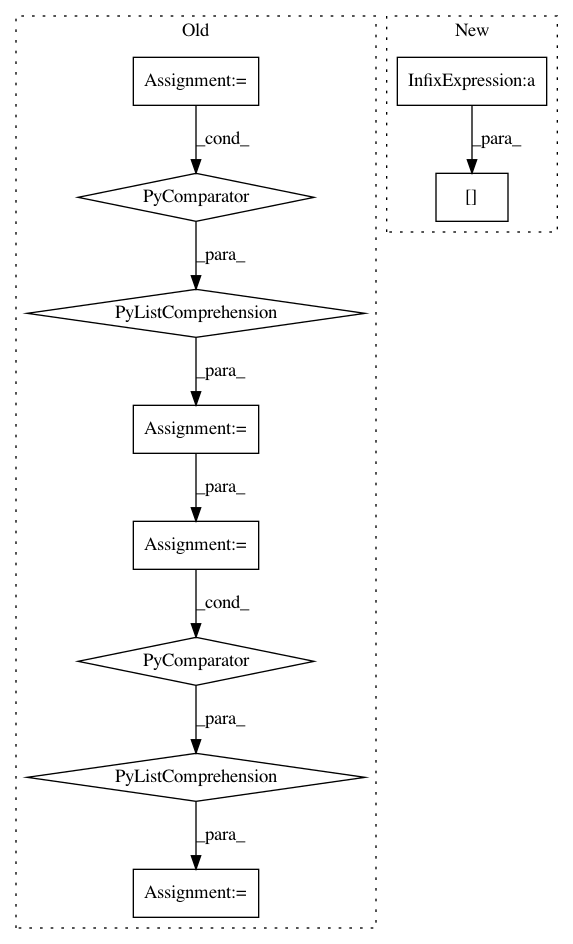 Old
Assignment:=
_cond_
PyComparator
_para_
PyListComprehension
_para_
Assignment:=
_para_
Assignment:=
_cond_
PyComparator
_para_
PyListComprehension
_para_
Assignment:=
New
InfixExpression:a
_para_
[]